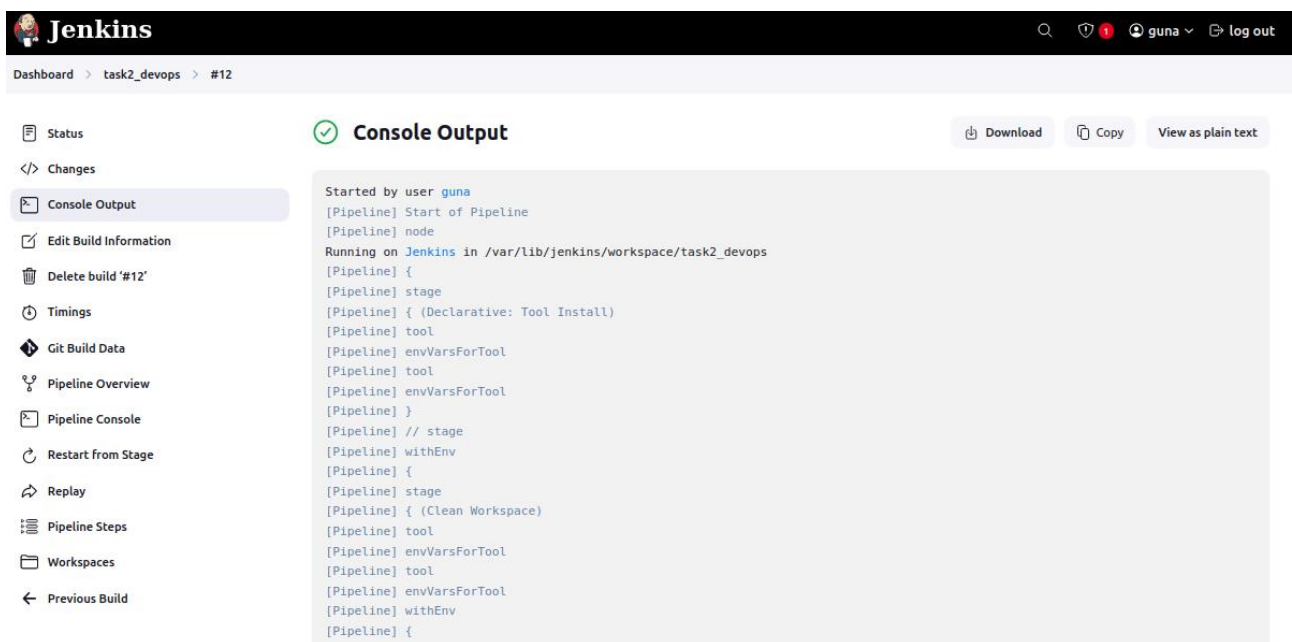 Jenkins
1 guna log out
Dashboard > task2_devops > #12
Status
Changes
Console Output
Edit Build Information
Delete build ‘#12’
Timings
Git Build Data
Pipeline Overview
Pipeline Console
Restart from Stage
Replay
Pipeline Steps
Workspaces
Previous Build
Console Output
Download Copy View as plain text
Started by user guna
[Pipeline] Start of Pipeline
[Pipeline] node
Running on Jenkins in /var/lib/jenkins/workspace/task2_devops
[Pipeline] {
[Pipeline] stage
[Pipeline] { (Declarative: Tool Install)
[Pipeline] tool
[Pipeline] envVarsForTool
[Pipeline] tool
[Pipeline] envVarsForTool
[Pipeline] }
[Pipeline] // stage
[Pipeline] withEnv
[Pipeline] {
[Pipeline] stage
[Pipeline] { (Clean Workspace)
[Pipeline] tool
[Pipeline] envVarsForTool
[Pipeline] tool
[Pipeline] envVarsForTool
[Pipeline] withEnv
[Pipeline] {